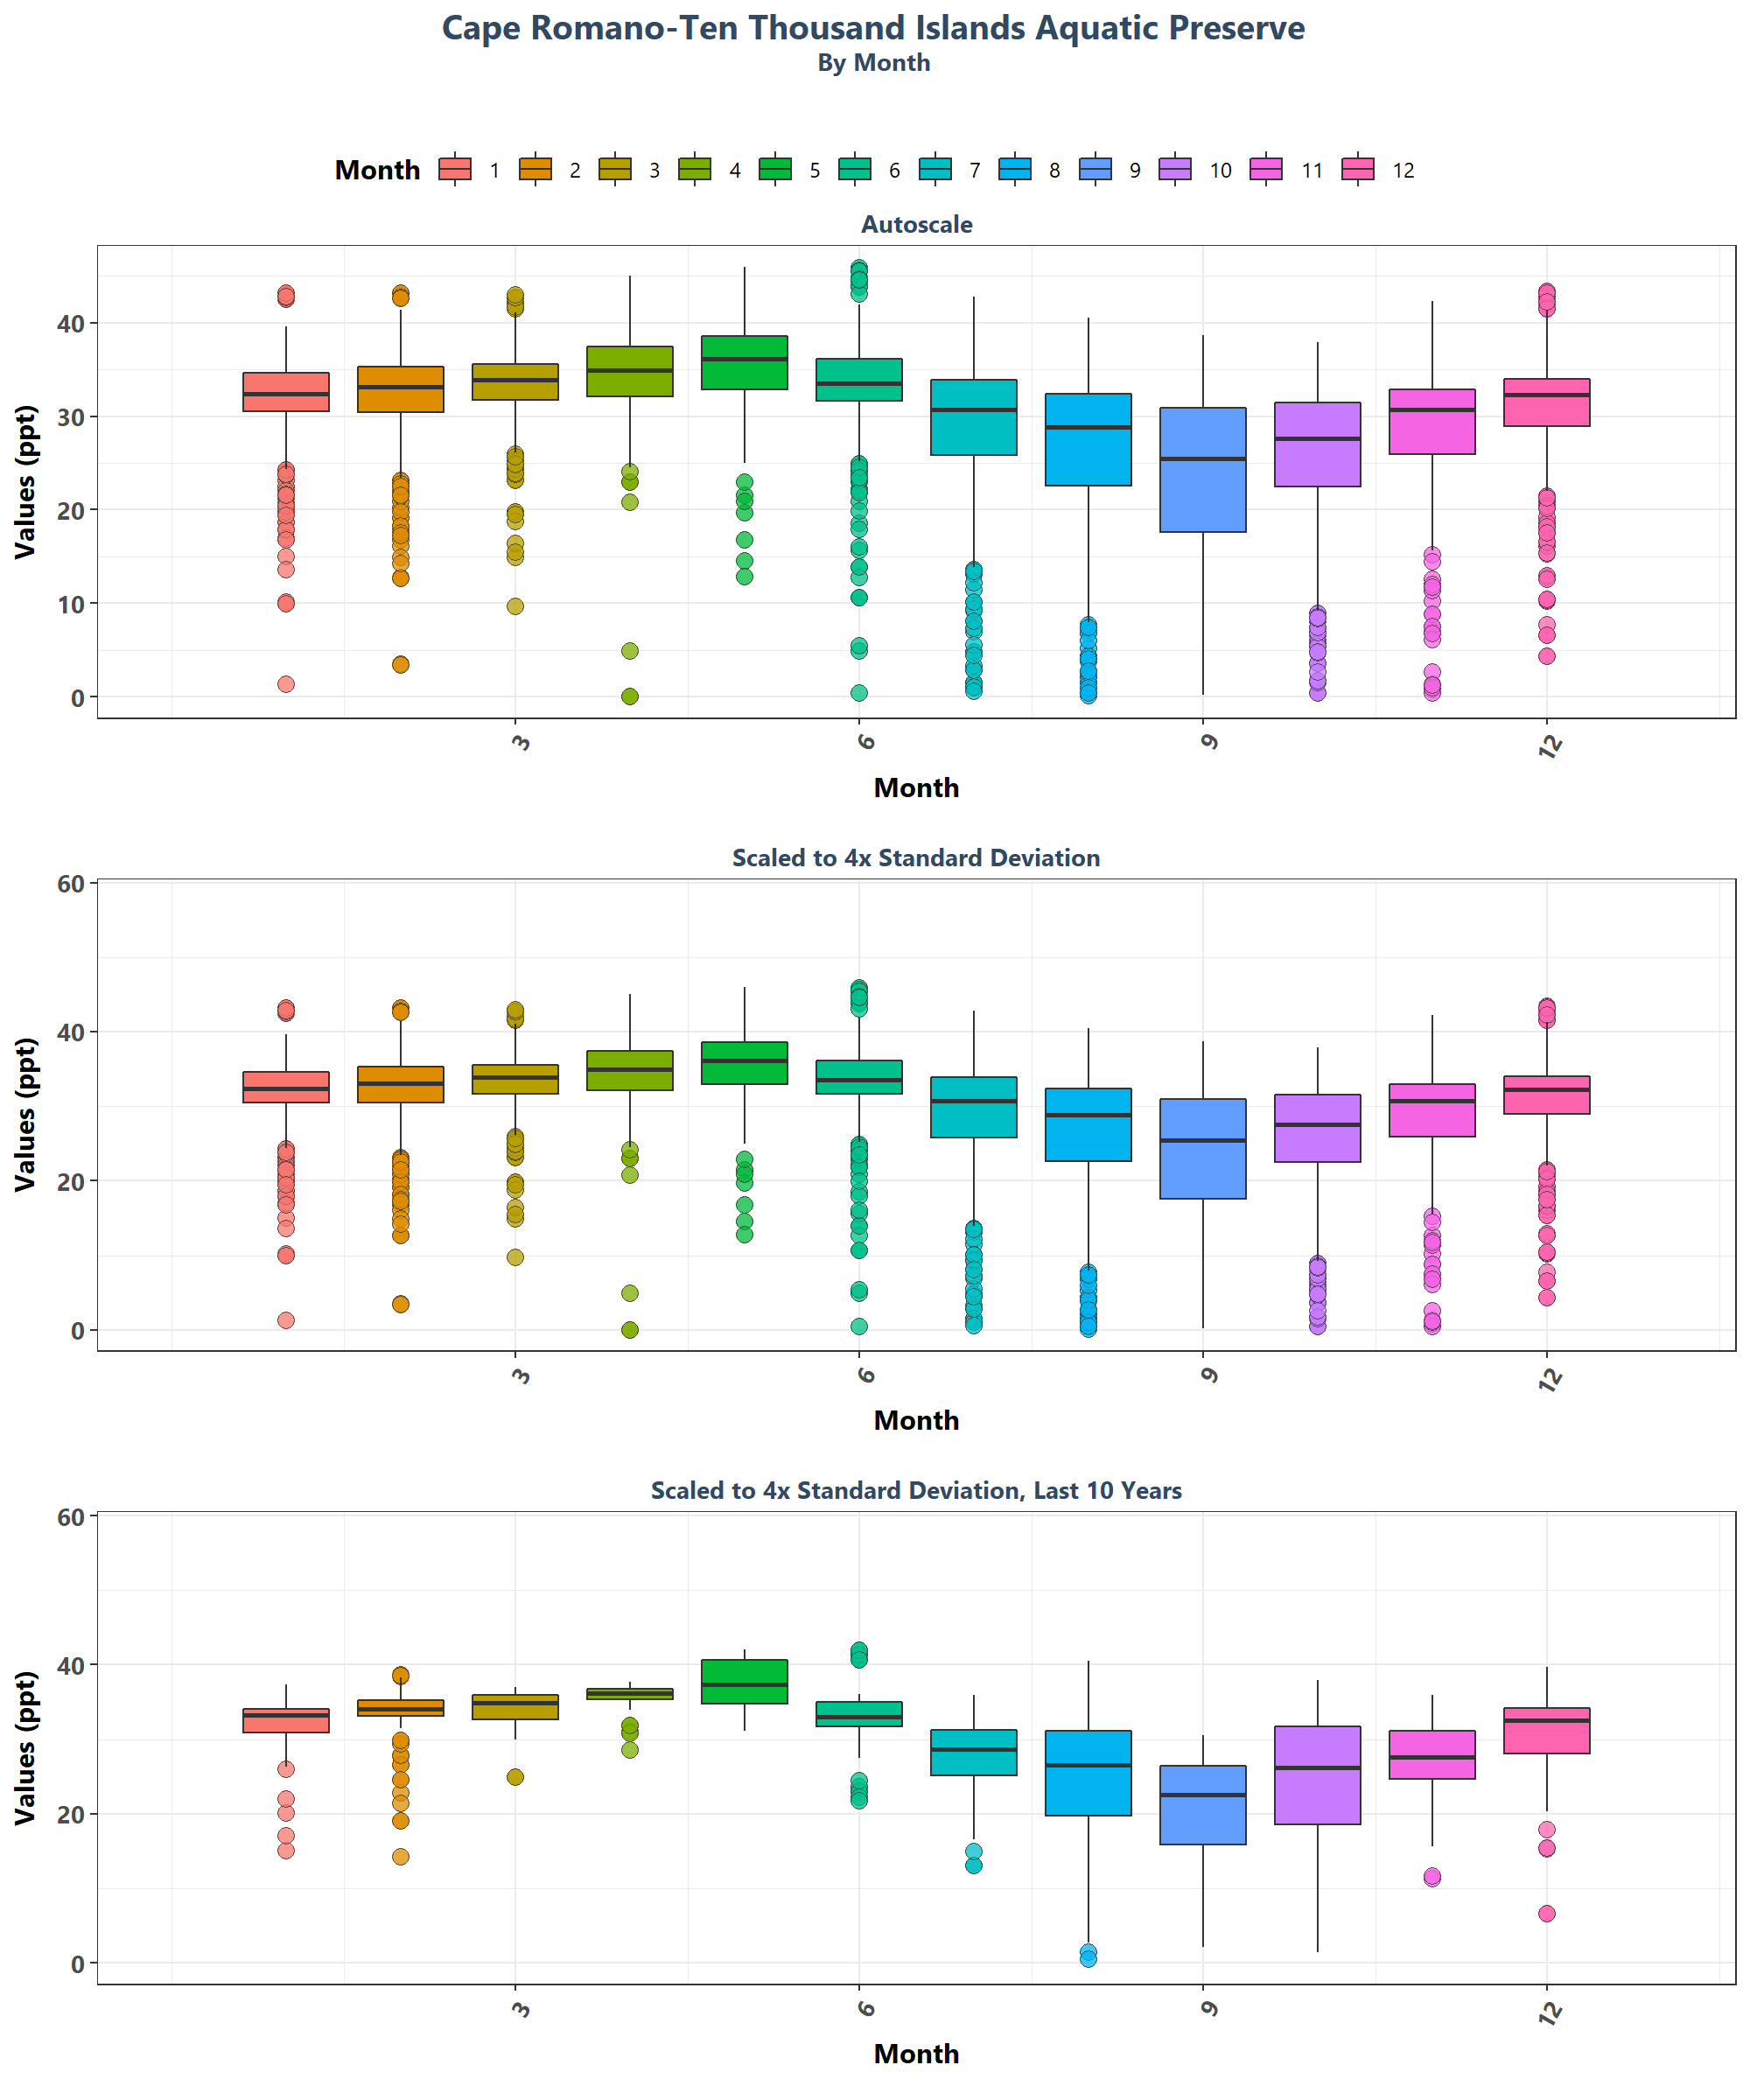 Cape Romano-Ten Thousand Islands Aquatic Preserve
By Month
Month 1 2 3 4 5 6 7 8 9 10 11 12
Autoscale
Values (ppt)
40
30
20
10
0
3 6 9 12
Month
Scaled to 4x Standard Deviation
Values (ppt)
60
40
20
0
3 6 9 12
Month
Scaled to 4x Standard Deviation, Last 10 Years
Values (ppt)
60
40
20
0
3 6 9 12
Month